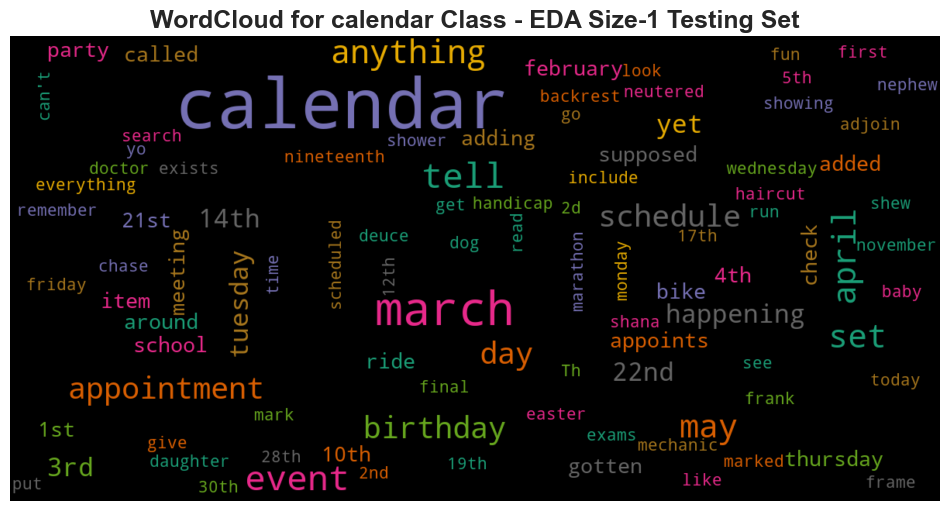 WordCloud for calendar Class - EDA Size-1 Testing Set
party called anything fun first
can't calendar february look 5th nephew
backrest neutered showing
go yet adjoin
search shower adding
yo nineteenth supposed
doctor exists tell wednesday added
everything include haircut
remember 21st 14th get handicap 2d schedule run shew
deuce dog read 17th april november
chase meeting tuesday time scheduled 12th marathon monday check
friday item bike 4th baby
around march shana happening set
school day appoints
ride 22nd see today
appointment final Th frank
mark easter
1st birthday exams may
give mechanic
3rd daughter 28th 10th 19th gotten marked thursday
put 30th event 2nd like frame